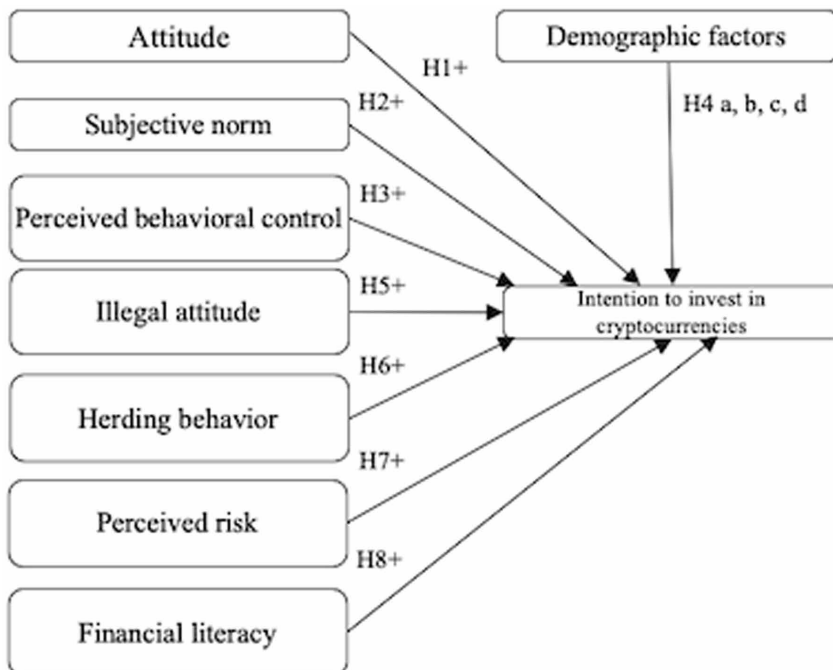 Attitude
Demographic factors
H1+
H2+
H4 a, b, c, d
Subjective norm
H3+
Perceived behavioral control
H5+
Illegal attitude
Intention to invest in
cryptocurrencies
H6+
Herding behavior
H7+
Perceived risk
H8+
Financial literacy